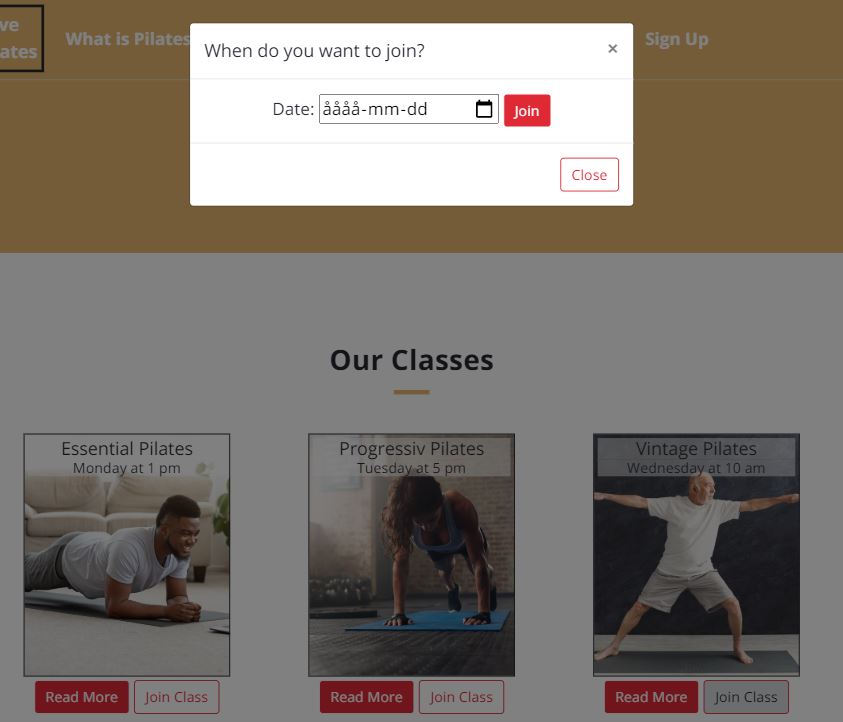 ve
ates
What is Pilates
Sign Up
When do you want to join?
×
Date: åååå-mm-dd Join
Close
Our Classes
Essential Pilates
Monday at 1 pm
Read More Join Class
Progressiv Pilates
Tuesday at 5 pm
Read More Join Class
Vintage Pilates
Wednesday at 10 am
Read More Join Class